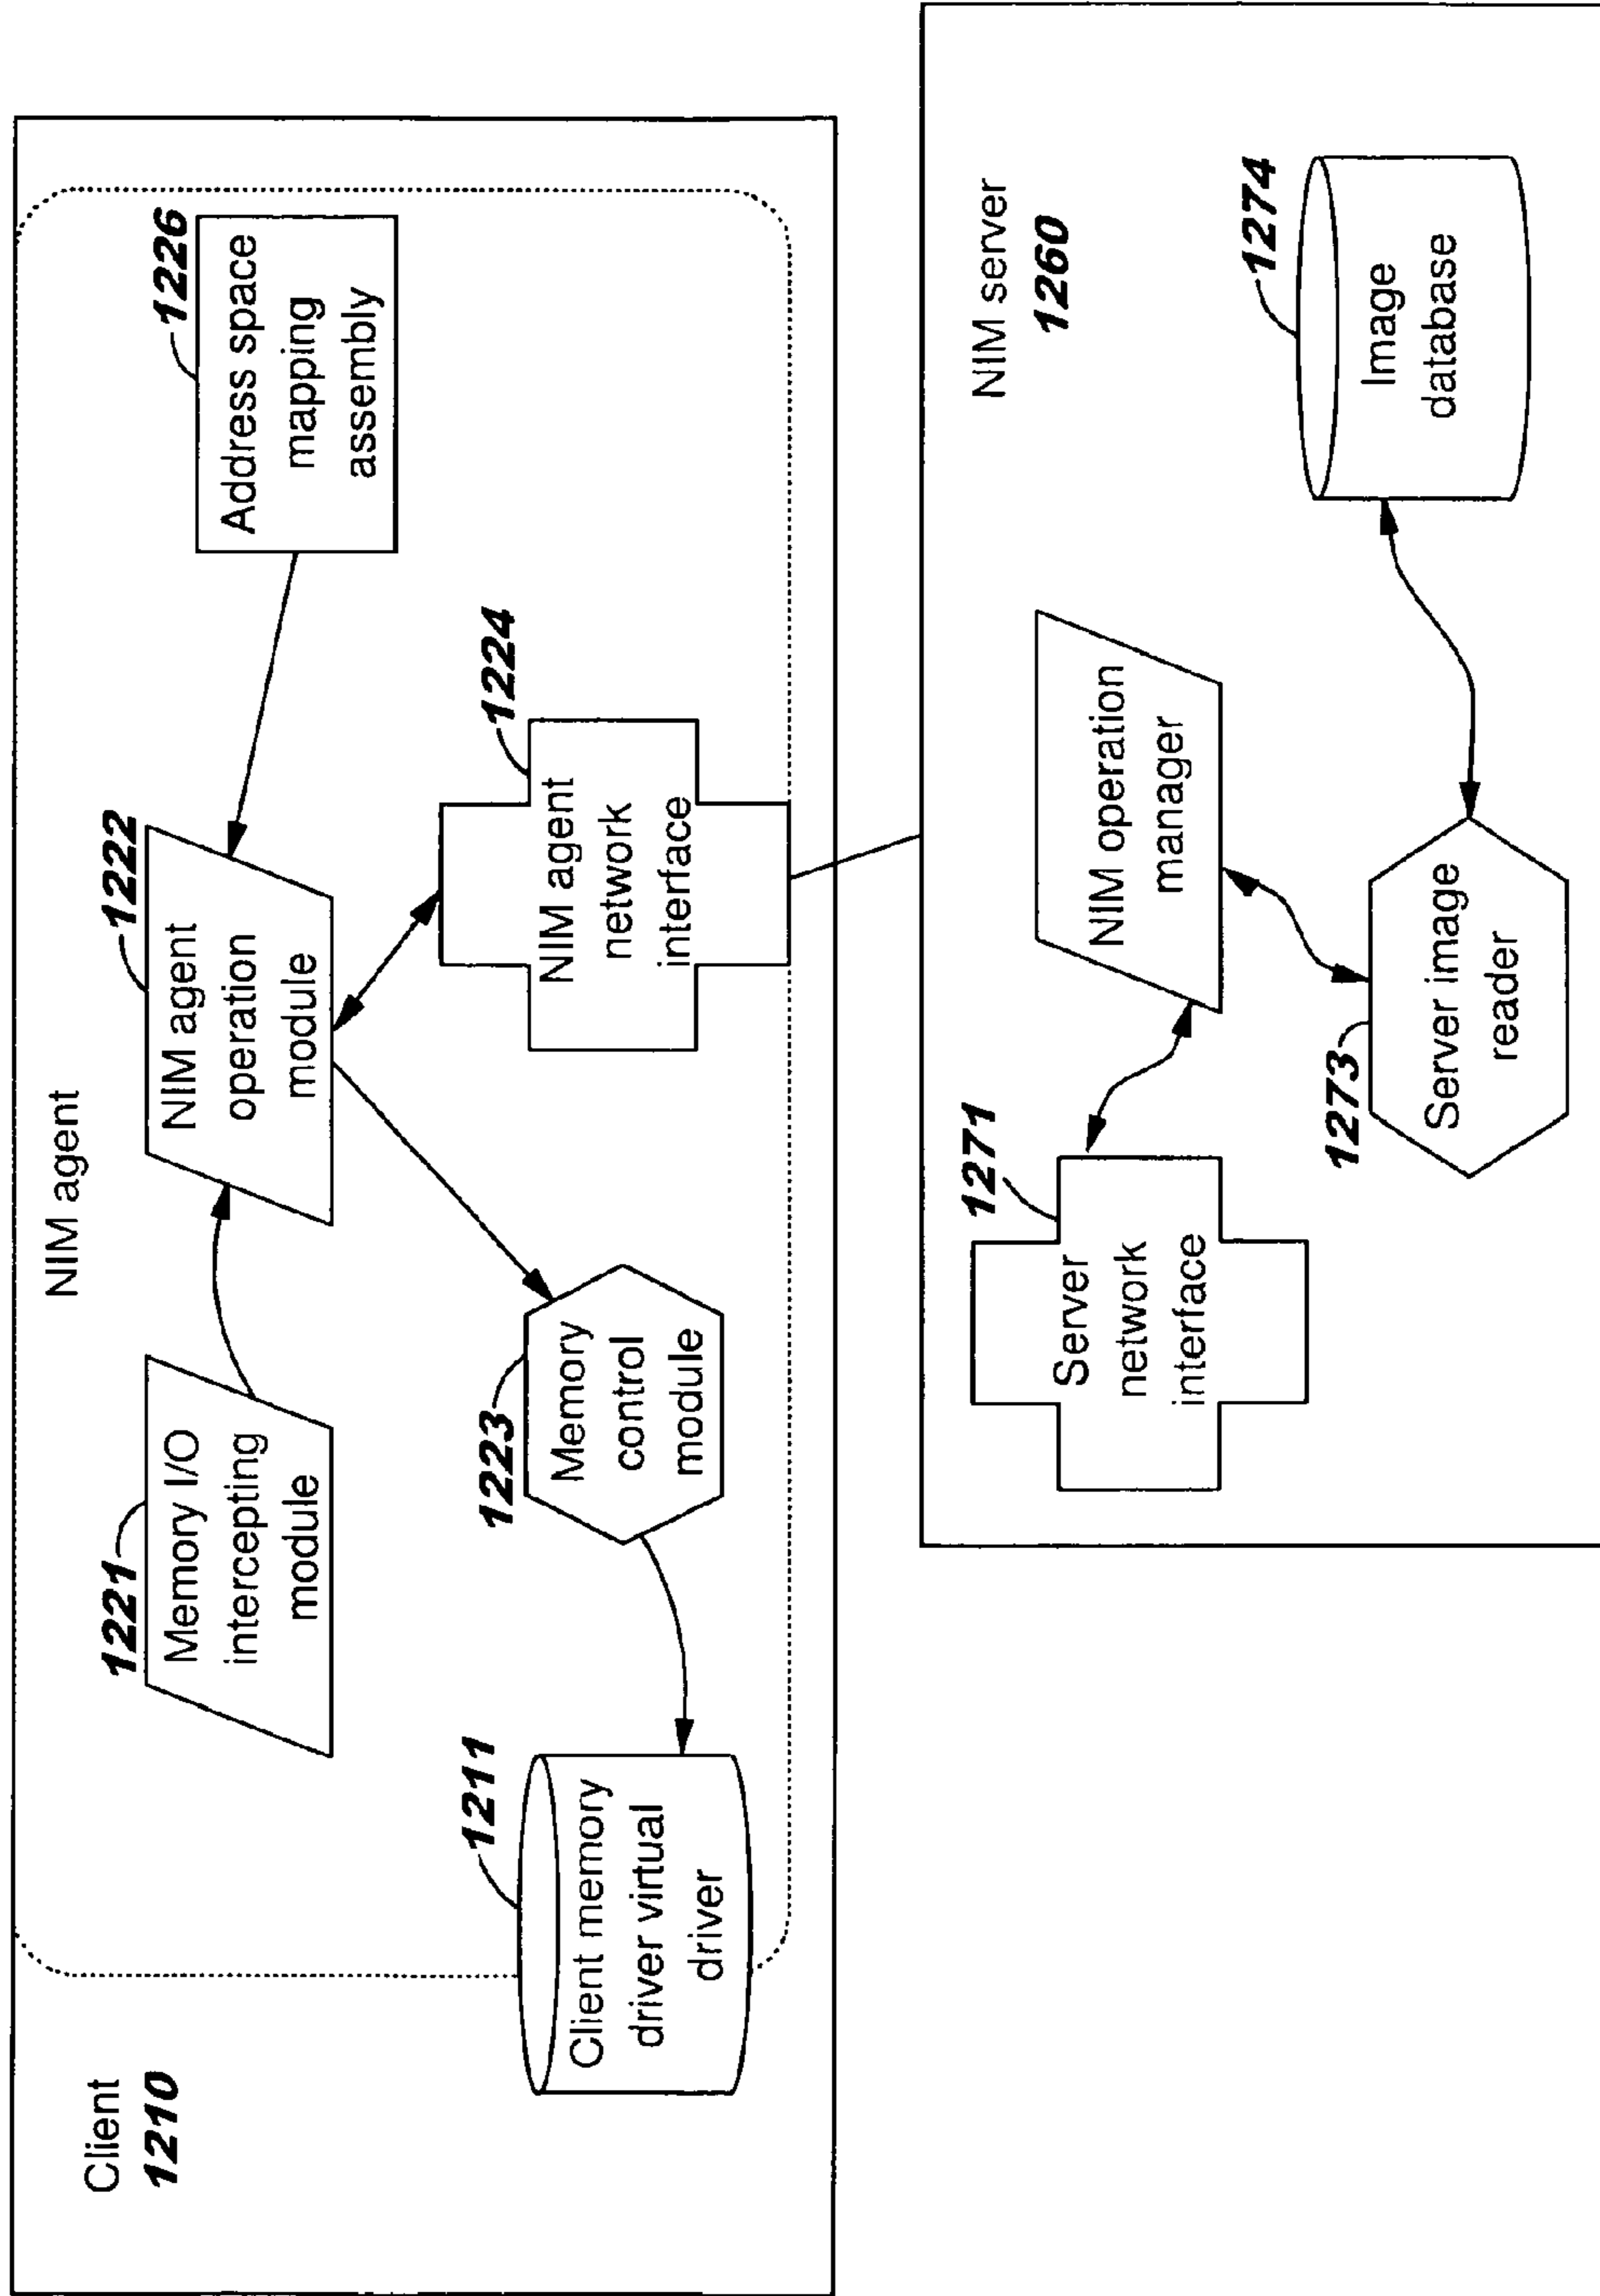 Client
1210
NIM agent
1221
Memory I/O
intercepting
module
1222
NIM agent
operation
module
1226
Address space
mapping
assembly
1211
Client memory
driver virtual
driver
1223
Memory
control
module
1224
NIM agent
network
interface
NIM server
1260
1271
Server
network
interface
NIM operation
manager
1273
Server image
reader
1274
Image
database